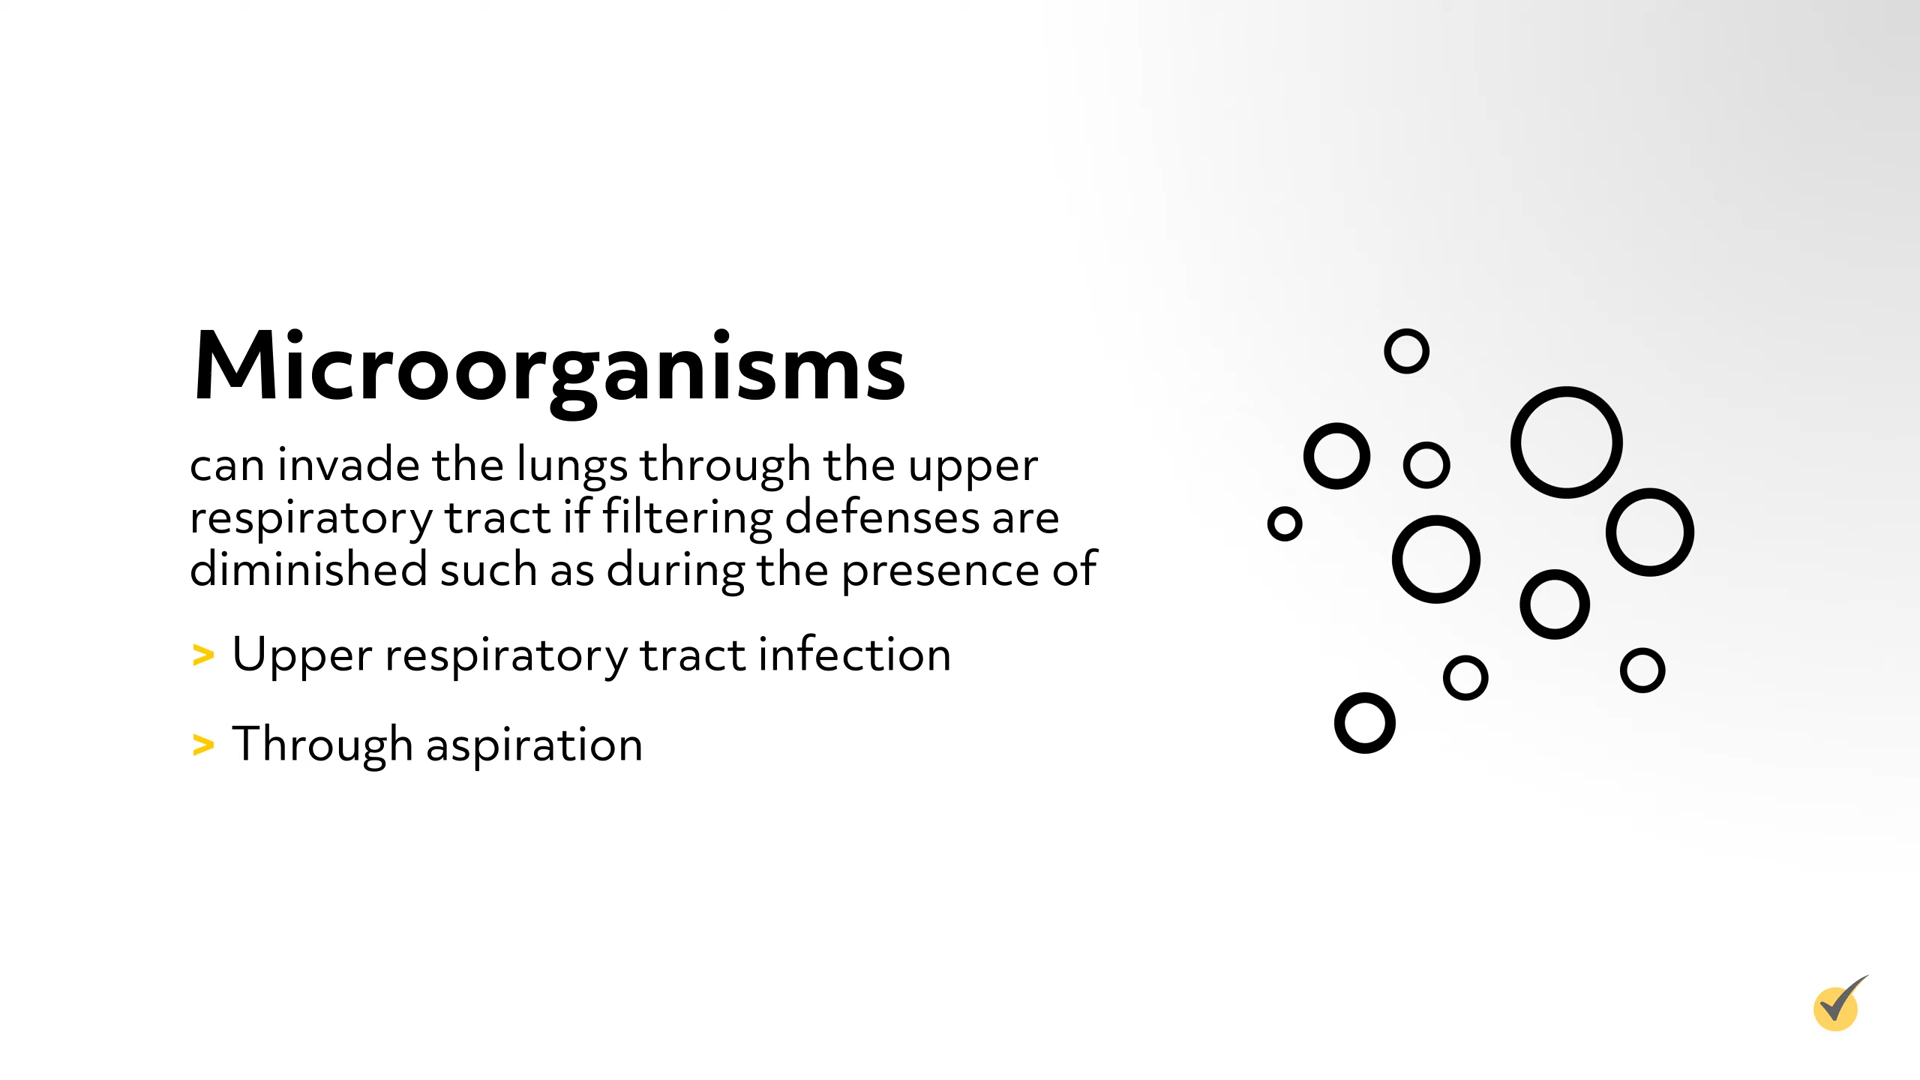 Microorganisms
can invade the lungs through the upper
respiratory tract if filtering defenses are
diminished such as during the presence of
> Upper respiratory tract infection
> Through aspiration